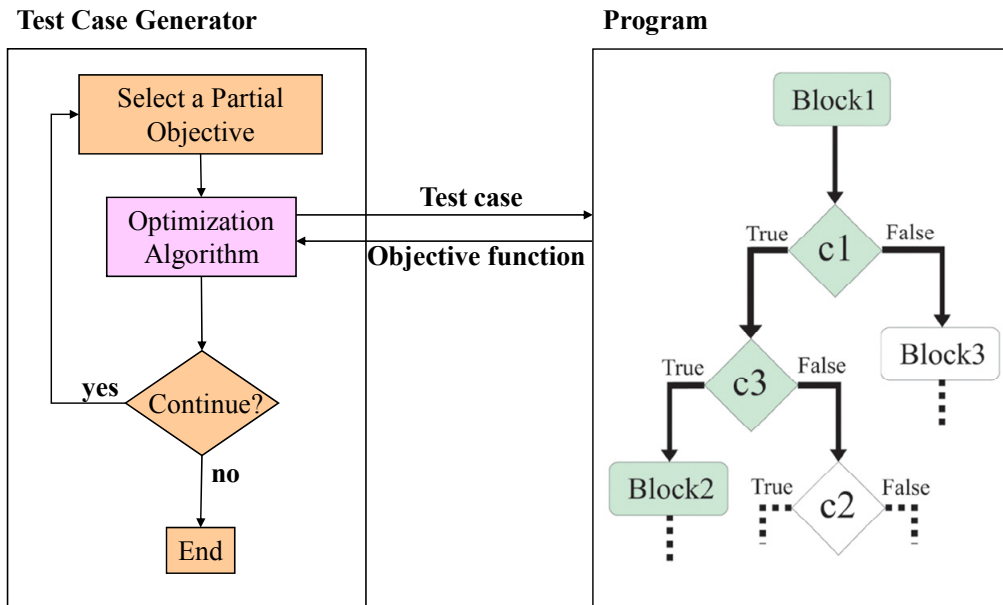 Test Case Generator
Select a Partial
Objective
Optimization
Algorithm
yes
Continue?
no
End
Test case
Objective function
Program
Block1
True
False
c1
Block3
True
False
c3
Block2
True
False
c2